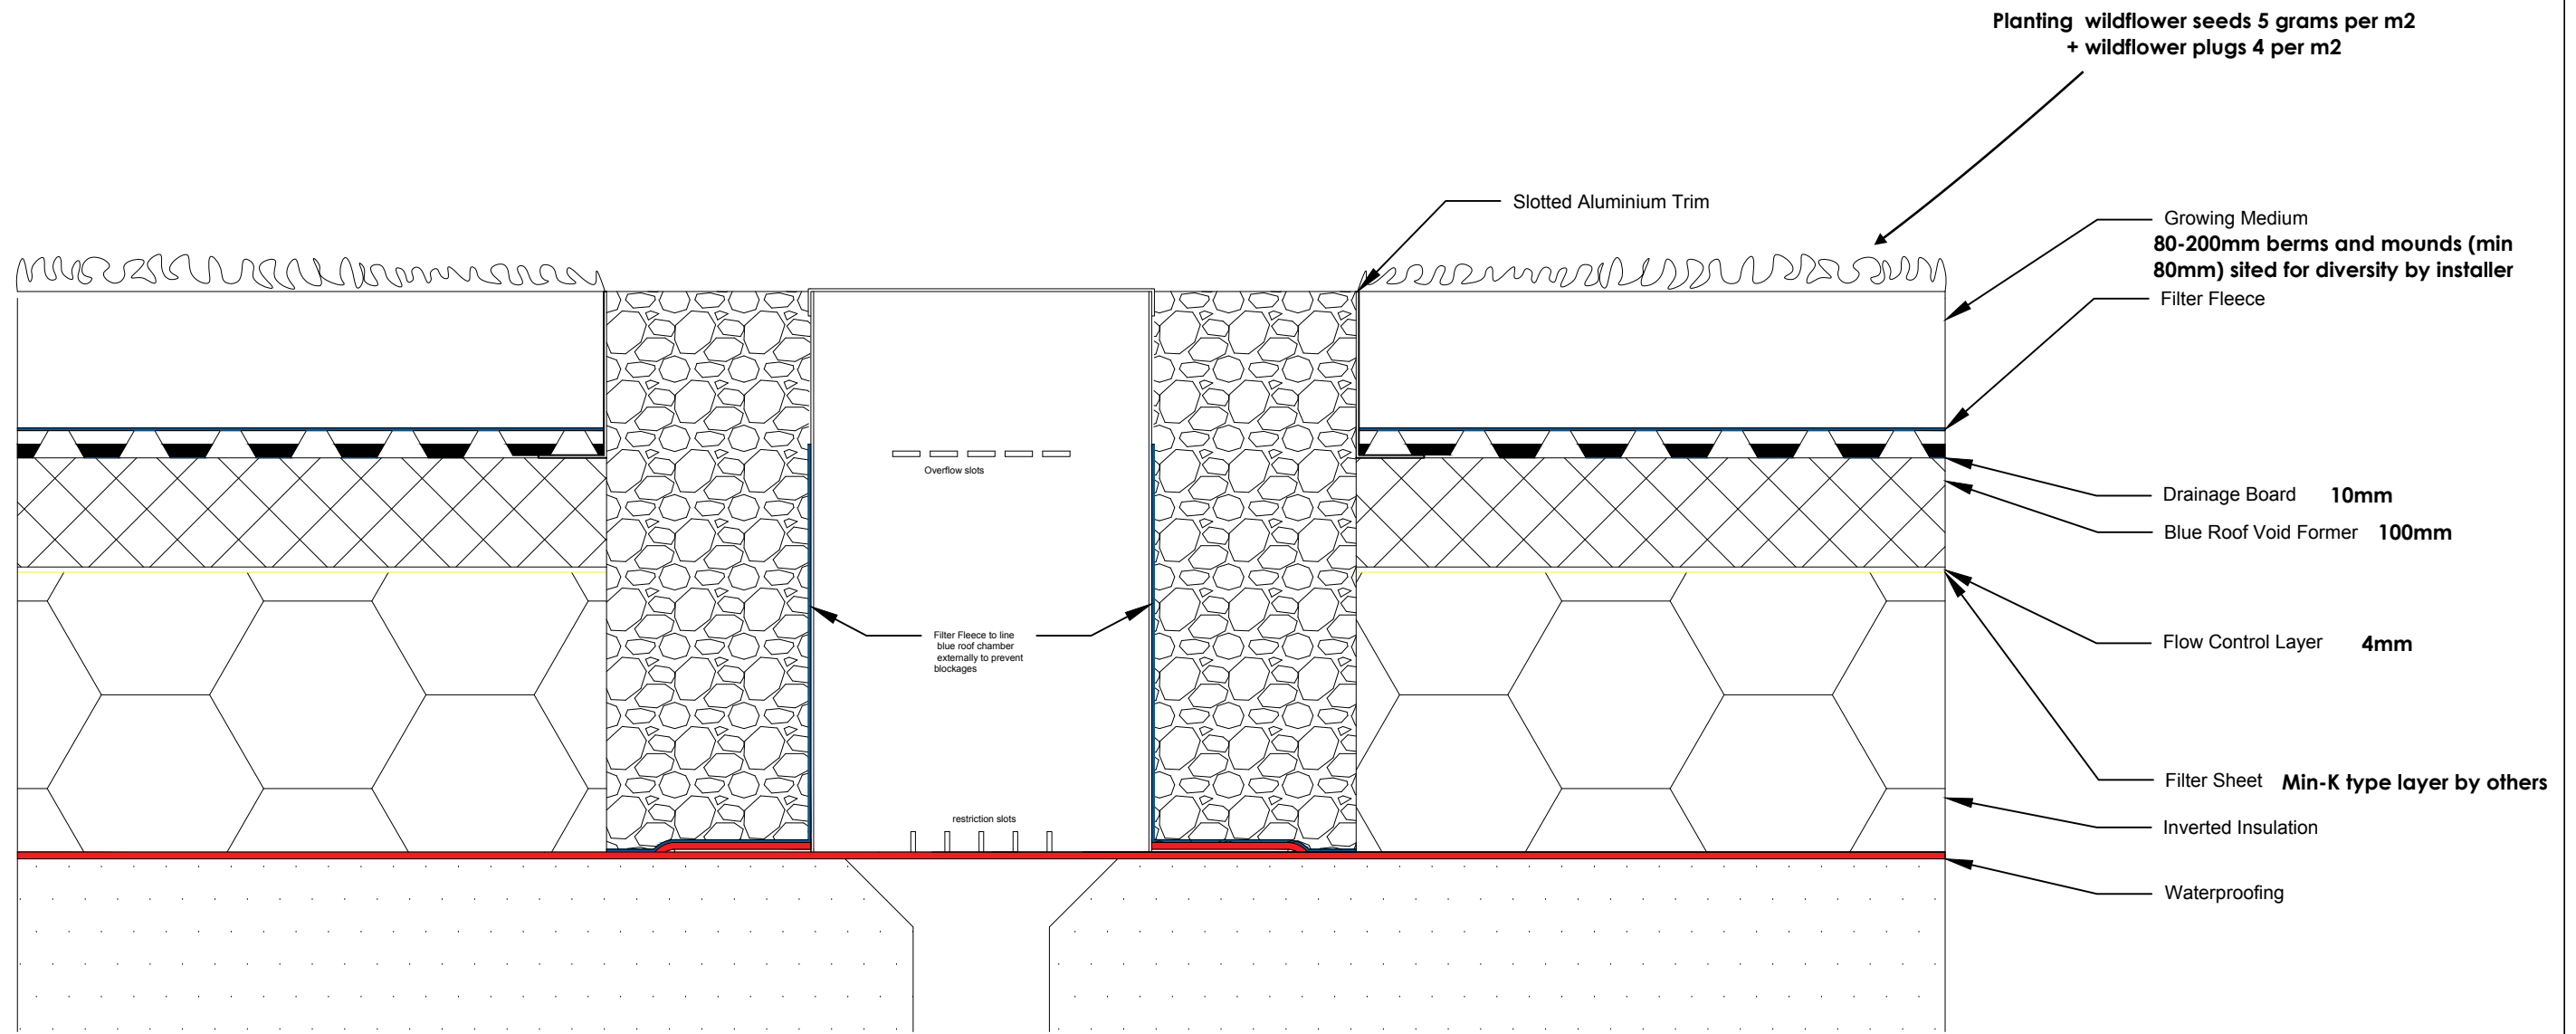 Planting wildflower seeds 5 grams per m2
+ wildflower plugs 4 per m2
Slotted Aluminium Trim
Growing Medium
80-200mm berms and mounds (min
80mm) sited for diversity by installer
Filter Fleece
Overflow slots
Drainage Board 10mm
Blue Roof Void Former 100mm
Filter Fleece to line
blue roof chamber
externally to prevent
blockages
Flow Control Layer 4mm
Filter Sheet Min-K type layer by others
restriction slots
Inverted Insulation
Waterproofing